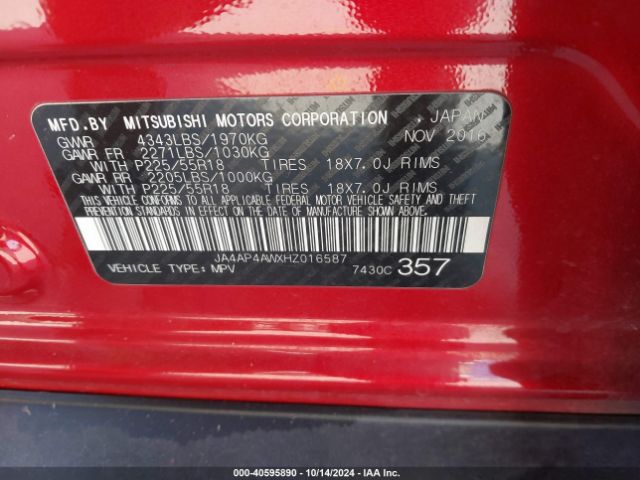 MFD.BY MITSUBISHI MOTORS CORPORATION, JAPAN
GVWR 4343LBS/1970KG NOV 2016
GAWR FR 2271LBS/1030KG
WITH P225/55R18 TIRES 18X7.0J RIMS
GAWR RR 2205LBS/1000KG
WITH P225/55R18 TIRES 18X7.0J RIMS
THIS VEHICLE CONFORMS TO ALL APPLICABLE FEDERAL MOTOR VEHICLE SAFETY AND THEFT
PREVENTION STANDARDS IN EFFECT ON THE DATE OF MANUFACTURE SHOWN ABOVE.
JA4AP4AWXHZ016587
VEHICLE TYPE: MPV 7430C 357
000-40595890 | 10/14/2024 | IAAI.com